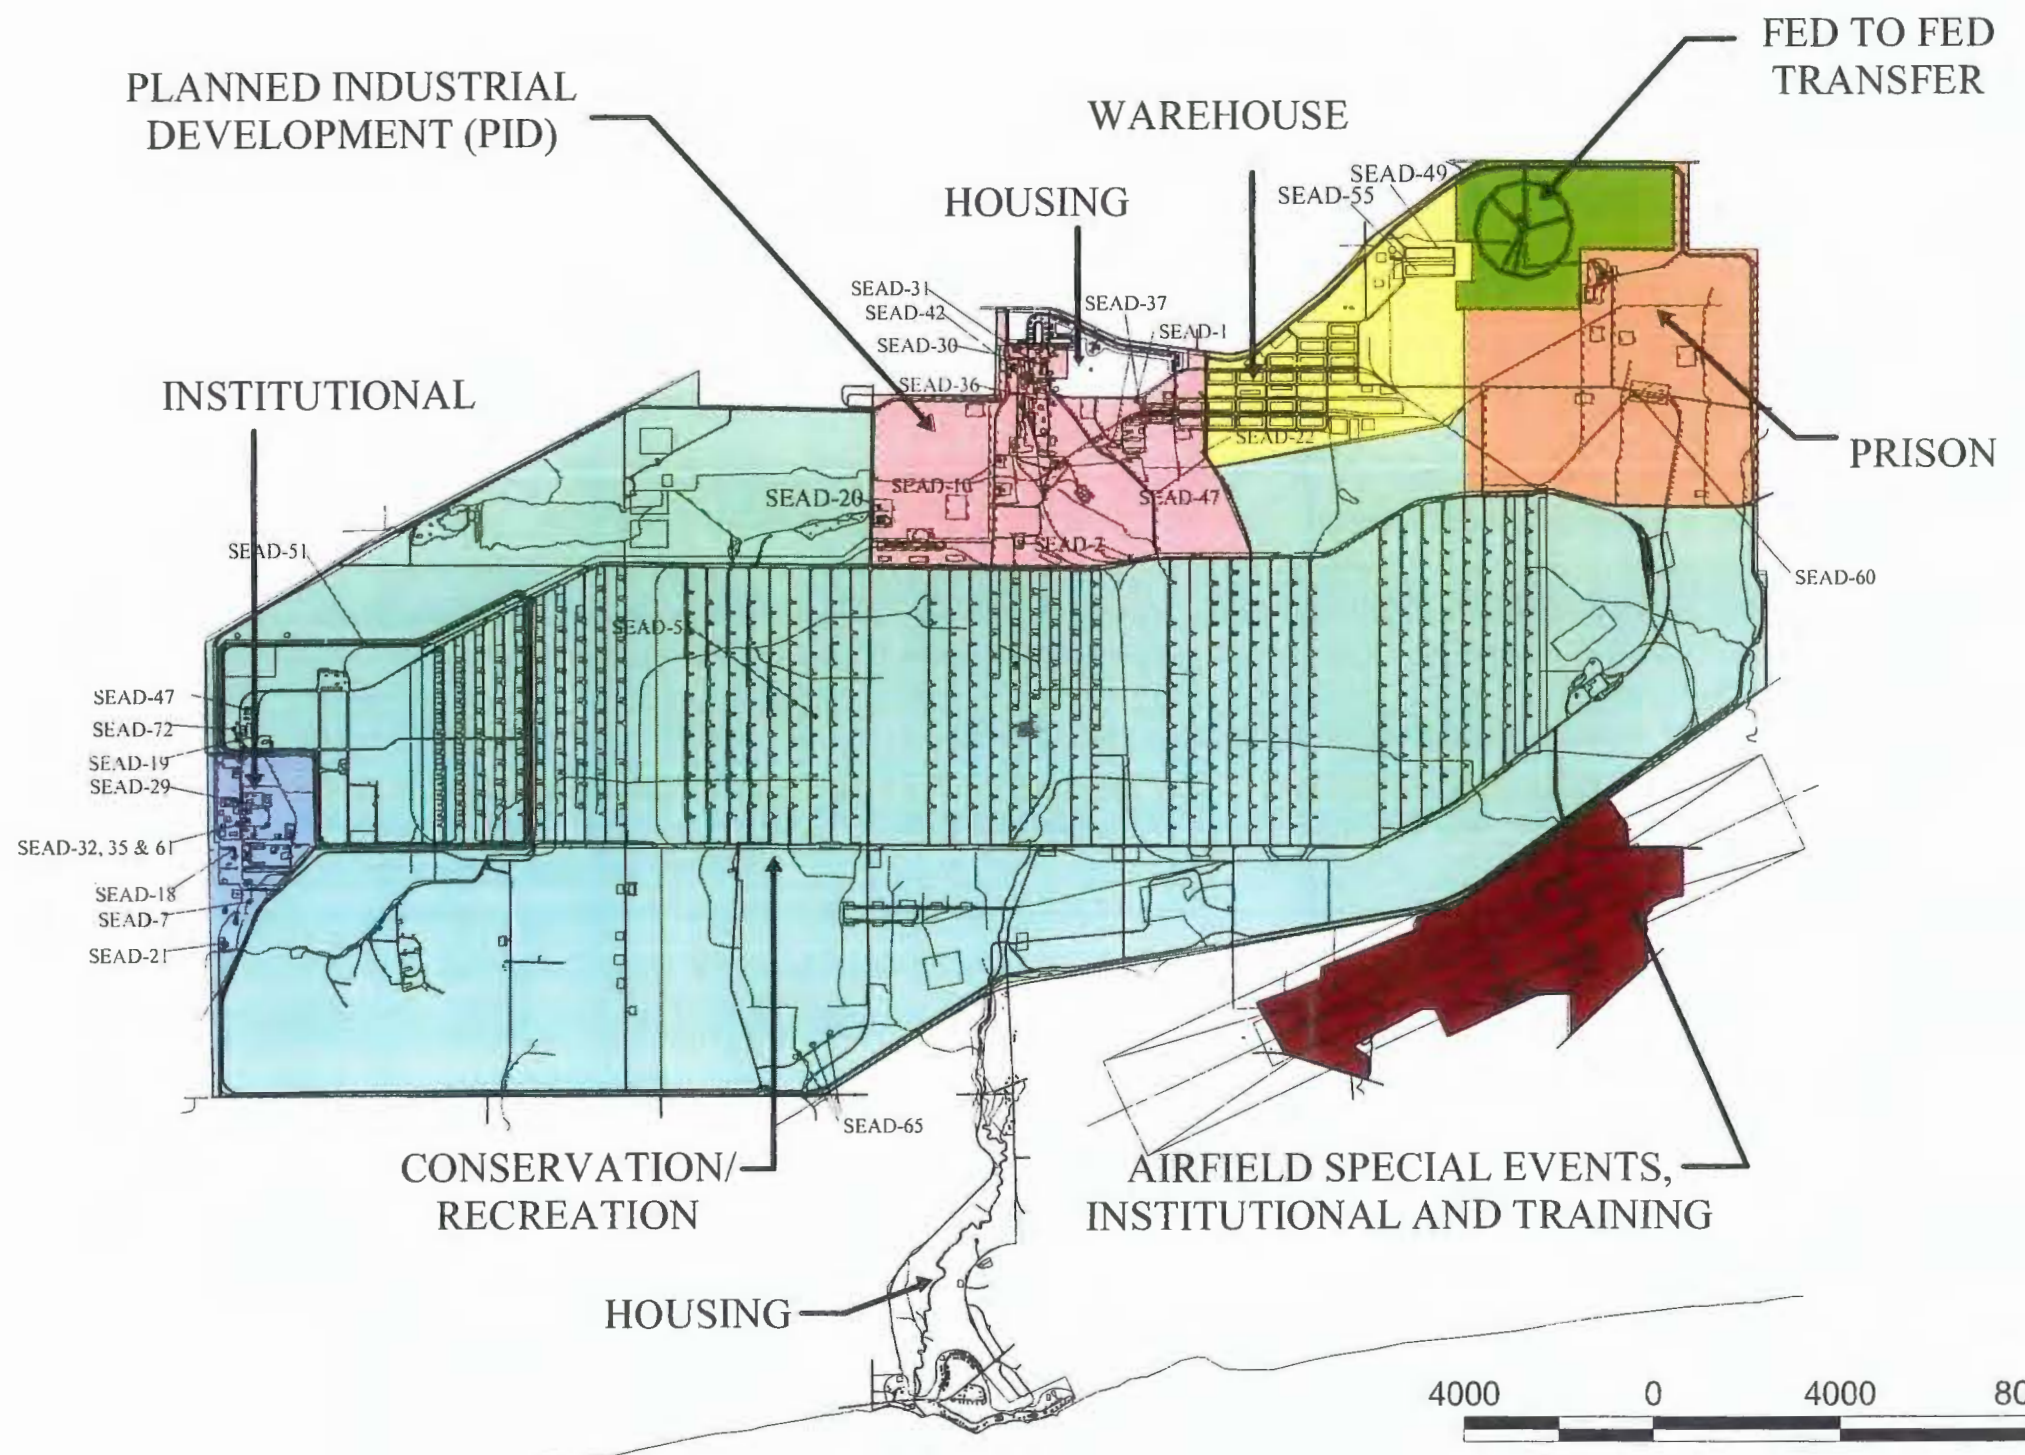 FED TO FED
TRANSFER
PLANNED INDUSTRIAL
DEVELOPMENT (PID)
WAREHOUSE
SEAD-49
SEAD-55
HOUSING
SEAD-31
SEAD-37
SEAD-42
SEAD-1
SEAD-30
SEAD-36
INSTITUTIONAL
SEAD-22
PRISON
SEAD-10
SEAD-20
SEAD-47
SEAD-2
SEAD-51
SEAD-60
SEAD-47
SEAD-72
SEAD-19
SEAD-29
SEAD-32, 35 & 61
SEAD-18
SEAD-7
SEAD-21
SEAD-65
CONSERVATION/
RECREATION
AIRFIELD SPECIAL EVENTS,
INSTITUTIONAL AND TRAINING
HOUSING
4000 0 4000